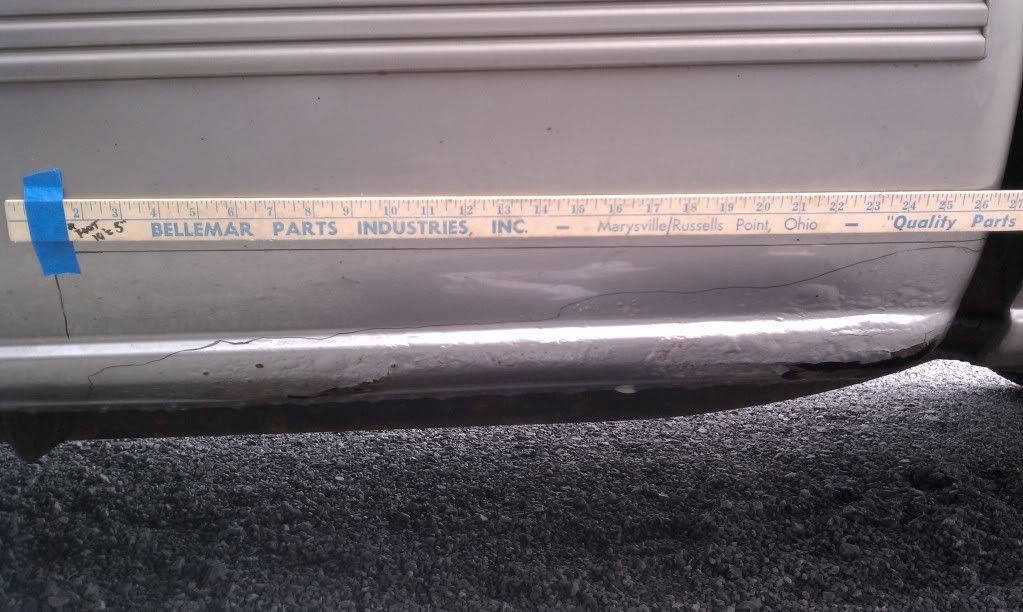 2 3 4 5 6 7 8 9 10 11 12 13 14 15 16 17 18 19 20 21 22 23 24 25 26 27
BELLEMAR PARTS INDUSTRIES, INC. — Marysville/Russells Point, Ohio — "Quality Parts